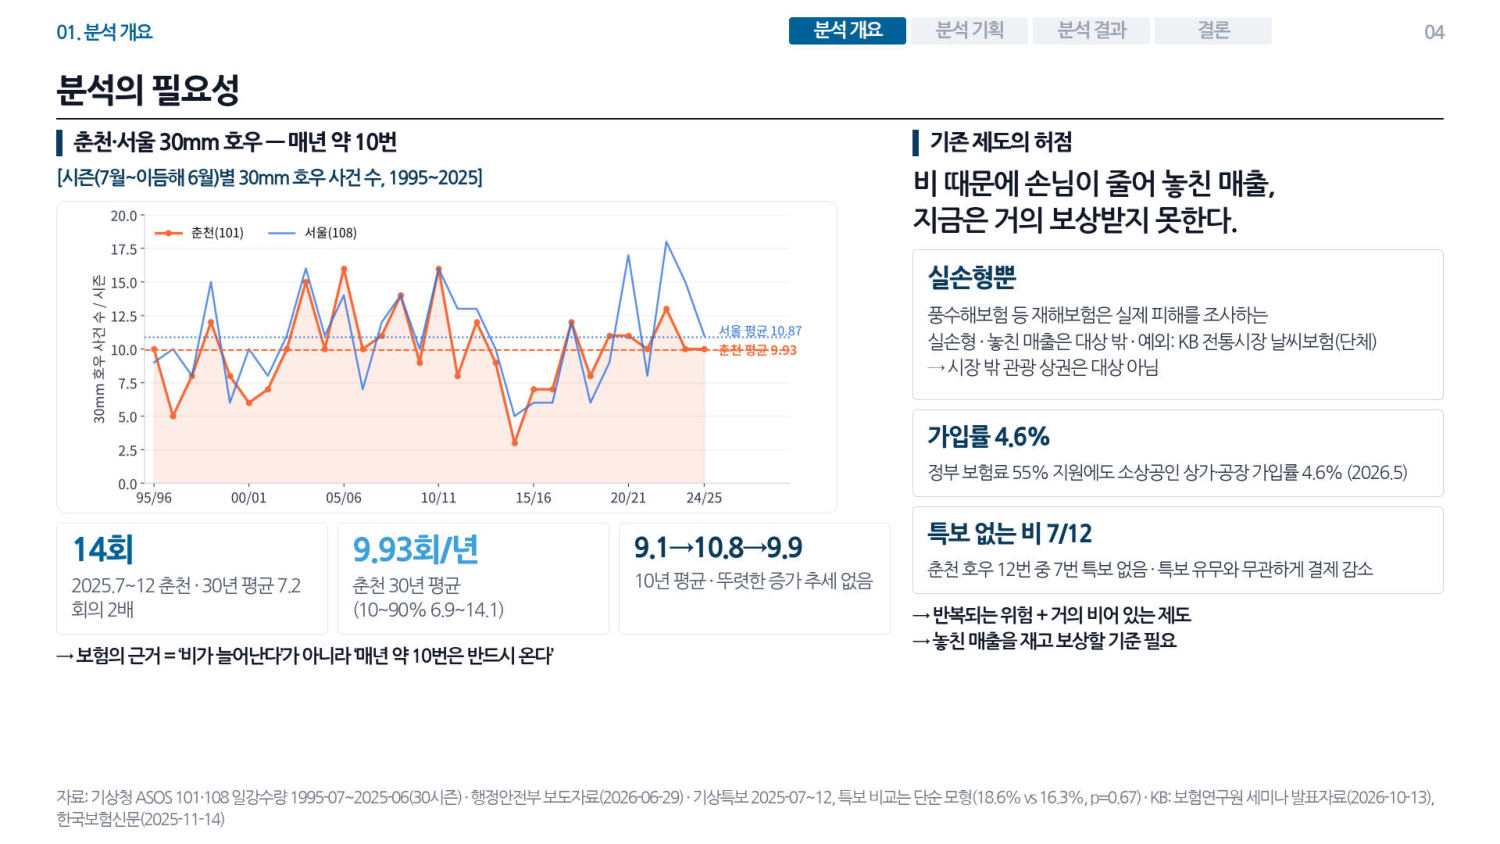 01. 분석 개요
분석 개요
분석 기획
분석 결과
결론
04
분석의 필요성
춘천·서울 30mm 호우 — 매년 약 10번
[시즌(7월~이듬해 6월)별 30mm 호우 사건 수, 1995~2025]
30mm 호우 사건 수 / 시즌
20.0
17.5
15.0
12.5
10.0
7.5
5.0
2.5
0.0
춘천(101)
서울(108)
서울 평균 10.87
춘천 평균 9.93
95/96
00/01
05/06
10/11
15/16
20/21
24/25
14회
2025.7~12 춘천 · 30년 평균 7.2
회의 2배
9.93회/년
춘천 30년 평균
(10~90% 6.9~14.1)
9.1→10.8→9.9
10년 평균 · 뚜렷한 증가 추세 없음
→ 보험의 근거 = ‘비가 늘어난다’가 아니라 ‘매년 약 10번은 반드시 온다’
기존 제도의 허점
비 때문에 손님이 줄어 놓친 매출,
지금은 거의 보상받지 못한다.
실손형뿐
풍수해보험 등 재해보험은 실제 피해를 조사하는
실손형 · 놓친 매출은 대상 밖 · 예외: KB 전통시장 날씨보험(단체)
→ 시장 밖 관광 상권은 대상 아님
가입률 4.6%
정부 보험료 55% 지원에도 소상공인 상가·공장 가입률 4.6% (2026.5)
특보 없는 비 7/12
춘천 호우 12번 중 7번 특보 없음 · 특보 유무와 무관하게 결제 감소
→ 반복되는 위험 + 거의 비어 있는 제도
→ 놓친 매출을 재고 보상할 기준 필요
자료: 기상청 ASOS 101·108 일강수량 1995-07~2025-06(30시즌) · 행정안전부 보도자료(2026-06-29) · 기상특보 2025-07~12, 특보 비교는 단순 모형(18.6% vs 16.3%, p=0.67) · KB: 보험연구원 세미나 발표자료(2026-10-13),
한국보험신문(2025-11-14)